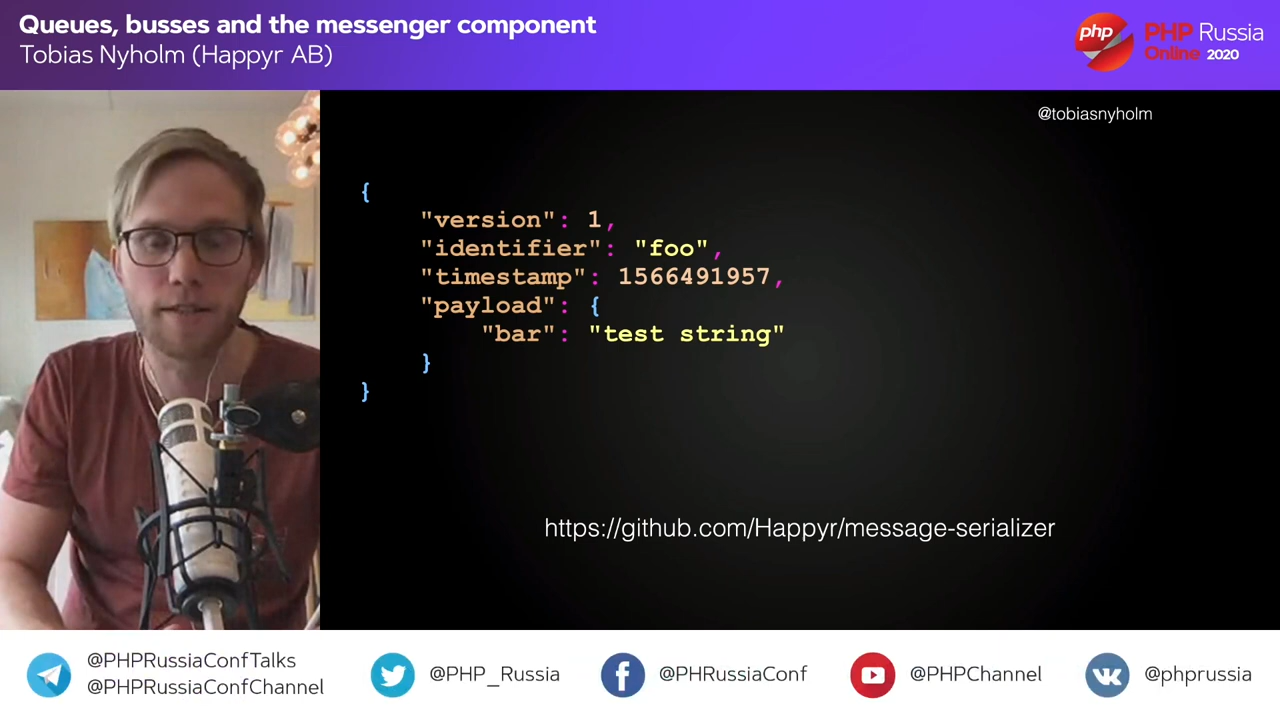 Queues, busses and the messenger component
Tobias Nyholm (Happyr AB)
php
PHP Russia
Online 2020
@tobiasnyholm
{
"version": 1,
"identifier": "foo",
"timestamp": 1566491957,
"payload": {
"bar": "test string"
}
}
https://github.com/Happyr/message-serializer
@PHPRussiaConfTalks
@PHPRussiaConfChannel
@PHP_Russia
@PHRussiaConf
@PHPChannel
@phprussia